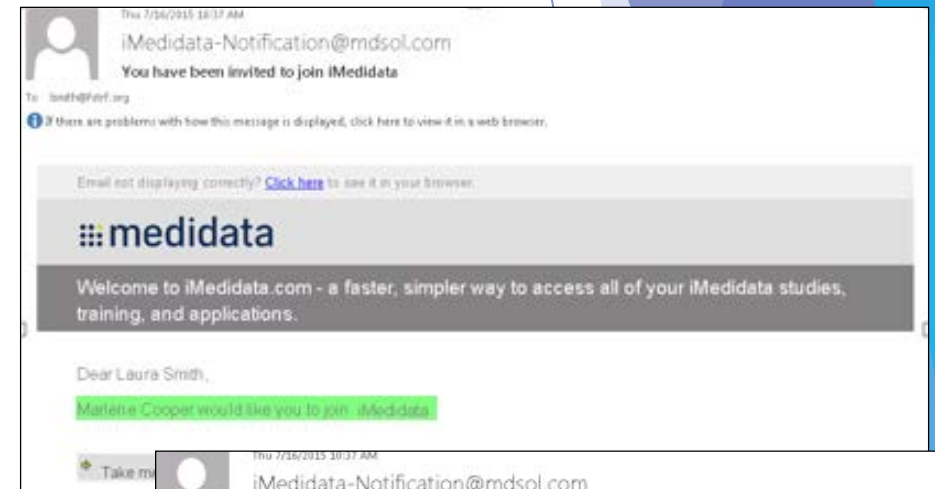 Thu 7/16/2015 10:37 AM
iMedidata-Notification@mdsol.com
You have been invited to join iMedidata
To
If there are problems with how this message is displayed, click here to view it in a web browser.
Email not displaying correctly? Click here to see it in your browser.
medidata
Welcome to iMedidata.com - a faster, simpler way to access all of your iMedidata studies,
training, and applications.
Dear Laura Smith,
Marlene Cooper would like you to join iMedidata.
Take me
Thu 7/16/2015 10:37 AM
iMedidata-Notification@mdsol.com